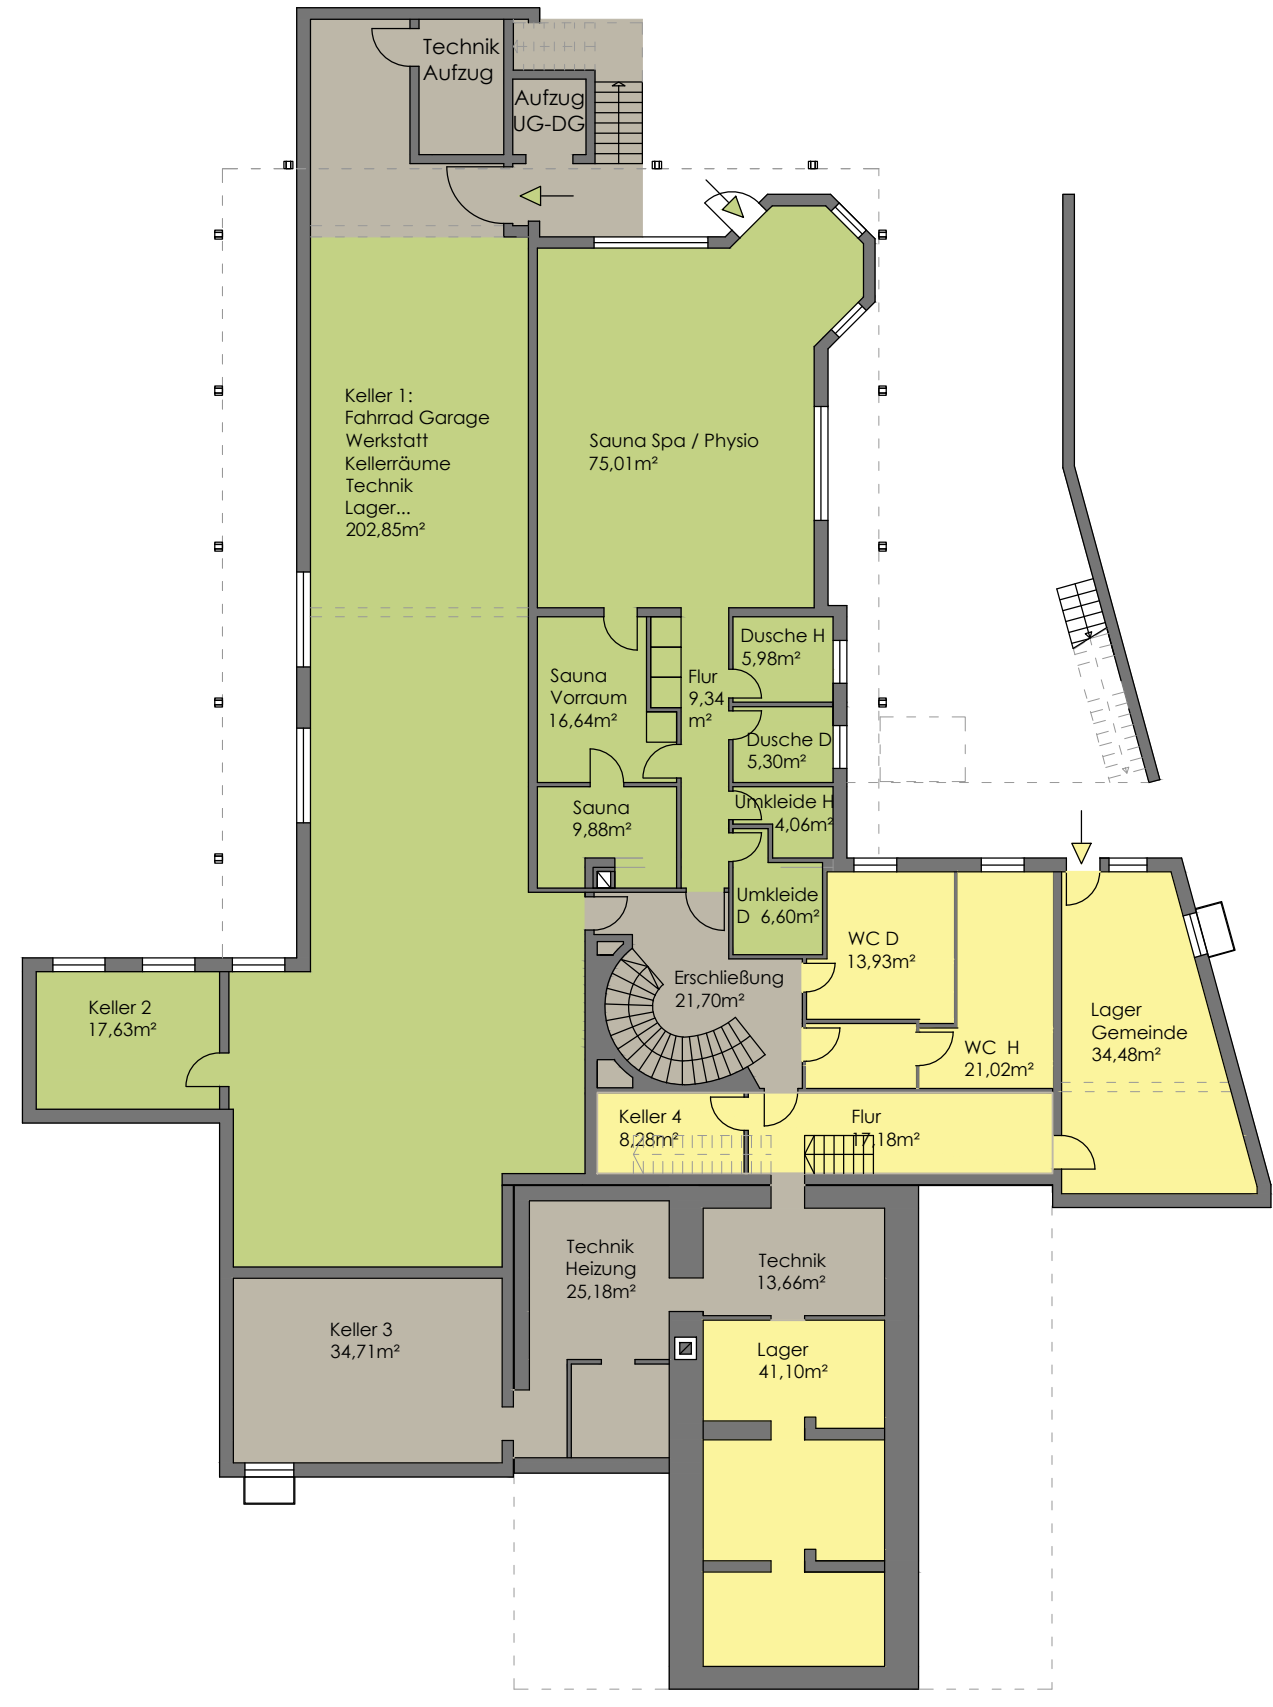 Technik
Aufzug
Aufzug
UG-DG
Keller 1:
Fahrrad Garage
Werkstatt
Kellerräume
Technik
Lager...
202,85m²
Sauna Spa / Physio
75,01m²
Dusche H
5,98m²
Sauna
Vorraum
16,64m²
Flur
9,34
m²
Dusche D
5,30m²
Umkleide H
4,06m²
Sauna
9,88m²
Umkleide
D 6,60m²
WC D
13,93m²
Erschließung
21,70m²
Keller 2
17,63m²
Lager
Gemeinde
34,48m²
WC H
21,02m²
Keller 4
8,28m²
Flur
17,18m²
Technik
Heizung
25,18m²
Technik
13,66m²
Keller 3
34,71m²
Lager
41,10m²